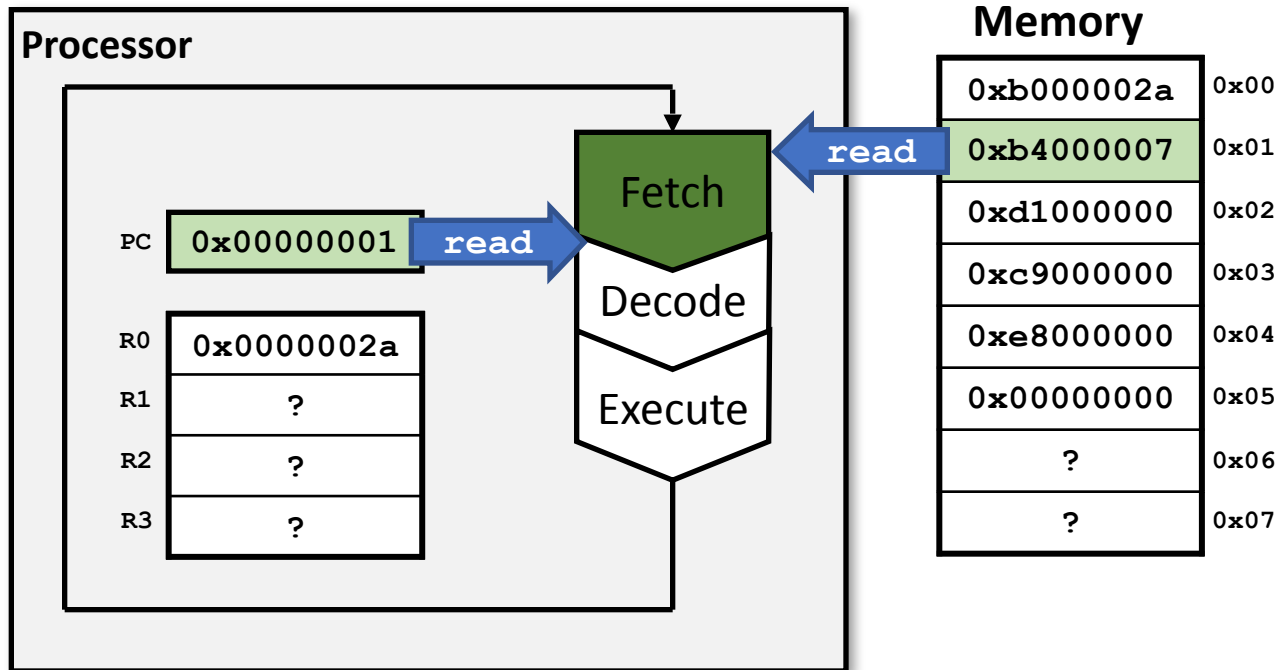 Processor
Memory
0xb000002a 0x00
read 0xb4000007 0x01
Fetch
0xd1000000 0x02
PC 0x00000001 read
0xc9000000 0x03
Decode
R0 0x0000002a
0xe8000000 0x04
R1 ?
Execute
0x00000000 0x05
R2 ?
? 0x06
R3 ?
? 0x07